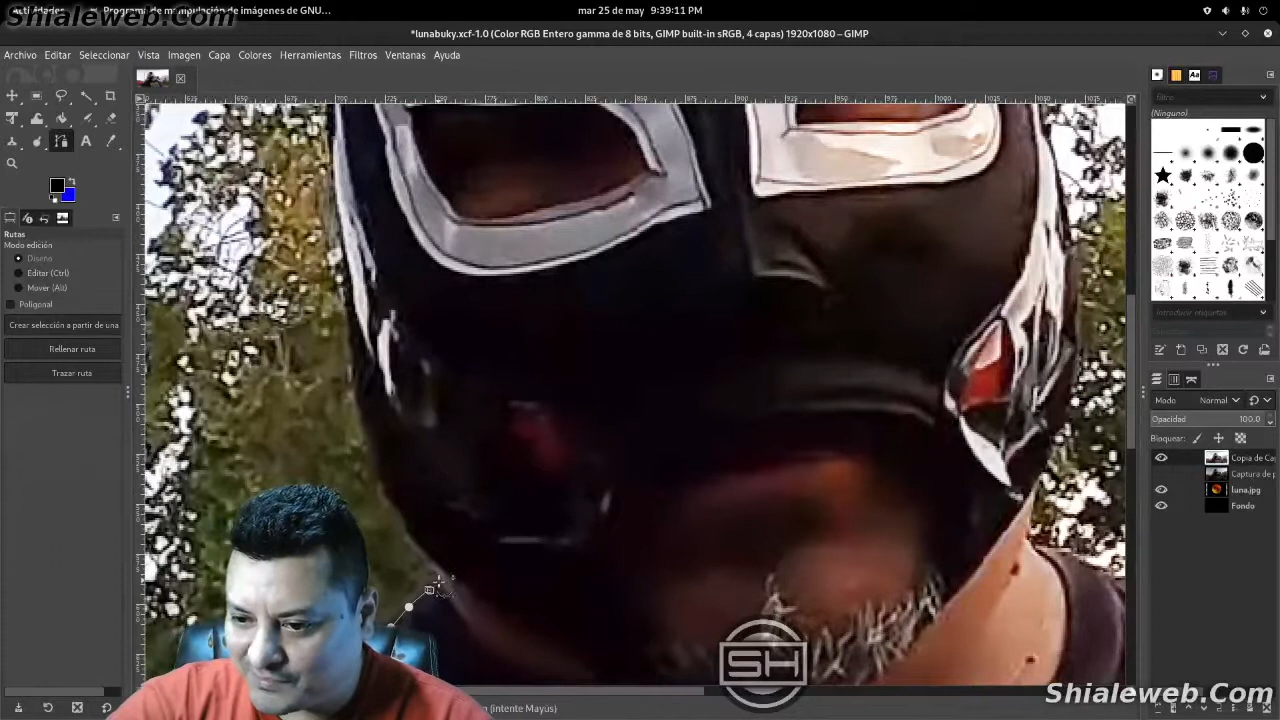 Programa de manipulación de imágenes de GNU...
mar 25 de may 9:39:11 PM
Shialeweb.Com
*lunabuky.xcf-1.0 (Color RGB Entero gamma de 8 bits, GIMP built-in sRGB, 4 capas) 1920x1080 – GIMP
Archivo Editar Seleccionar Vista Imagen Capa Colores Herramientas Filtros Ventanas Ayuda
filtro
(Ninguno)
Rutas
Modo edición
Diseño
Editar (Ctrl)
Mover (Alt)
Poligonal
Crear selección a partir de una
Rellenar ruta
Trazar ruta
Introducir etiquetas
Modo Normal
Opacidad 100.0
Bloquear:
Copia de Ca
Captura de p
luna.jpg
Fondo
SH
Shialeweb.Com
(intente Mayús)